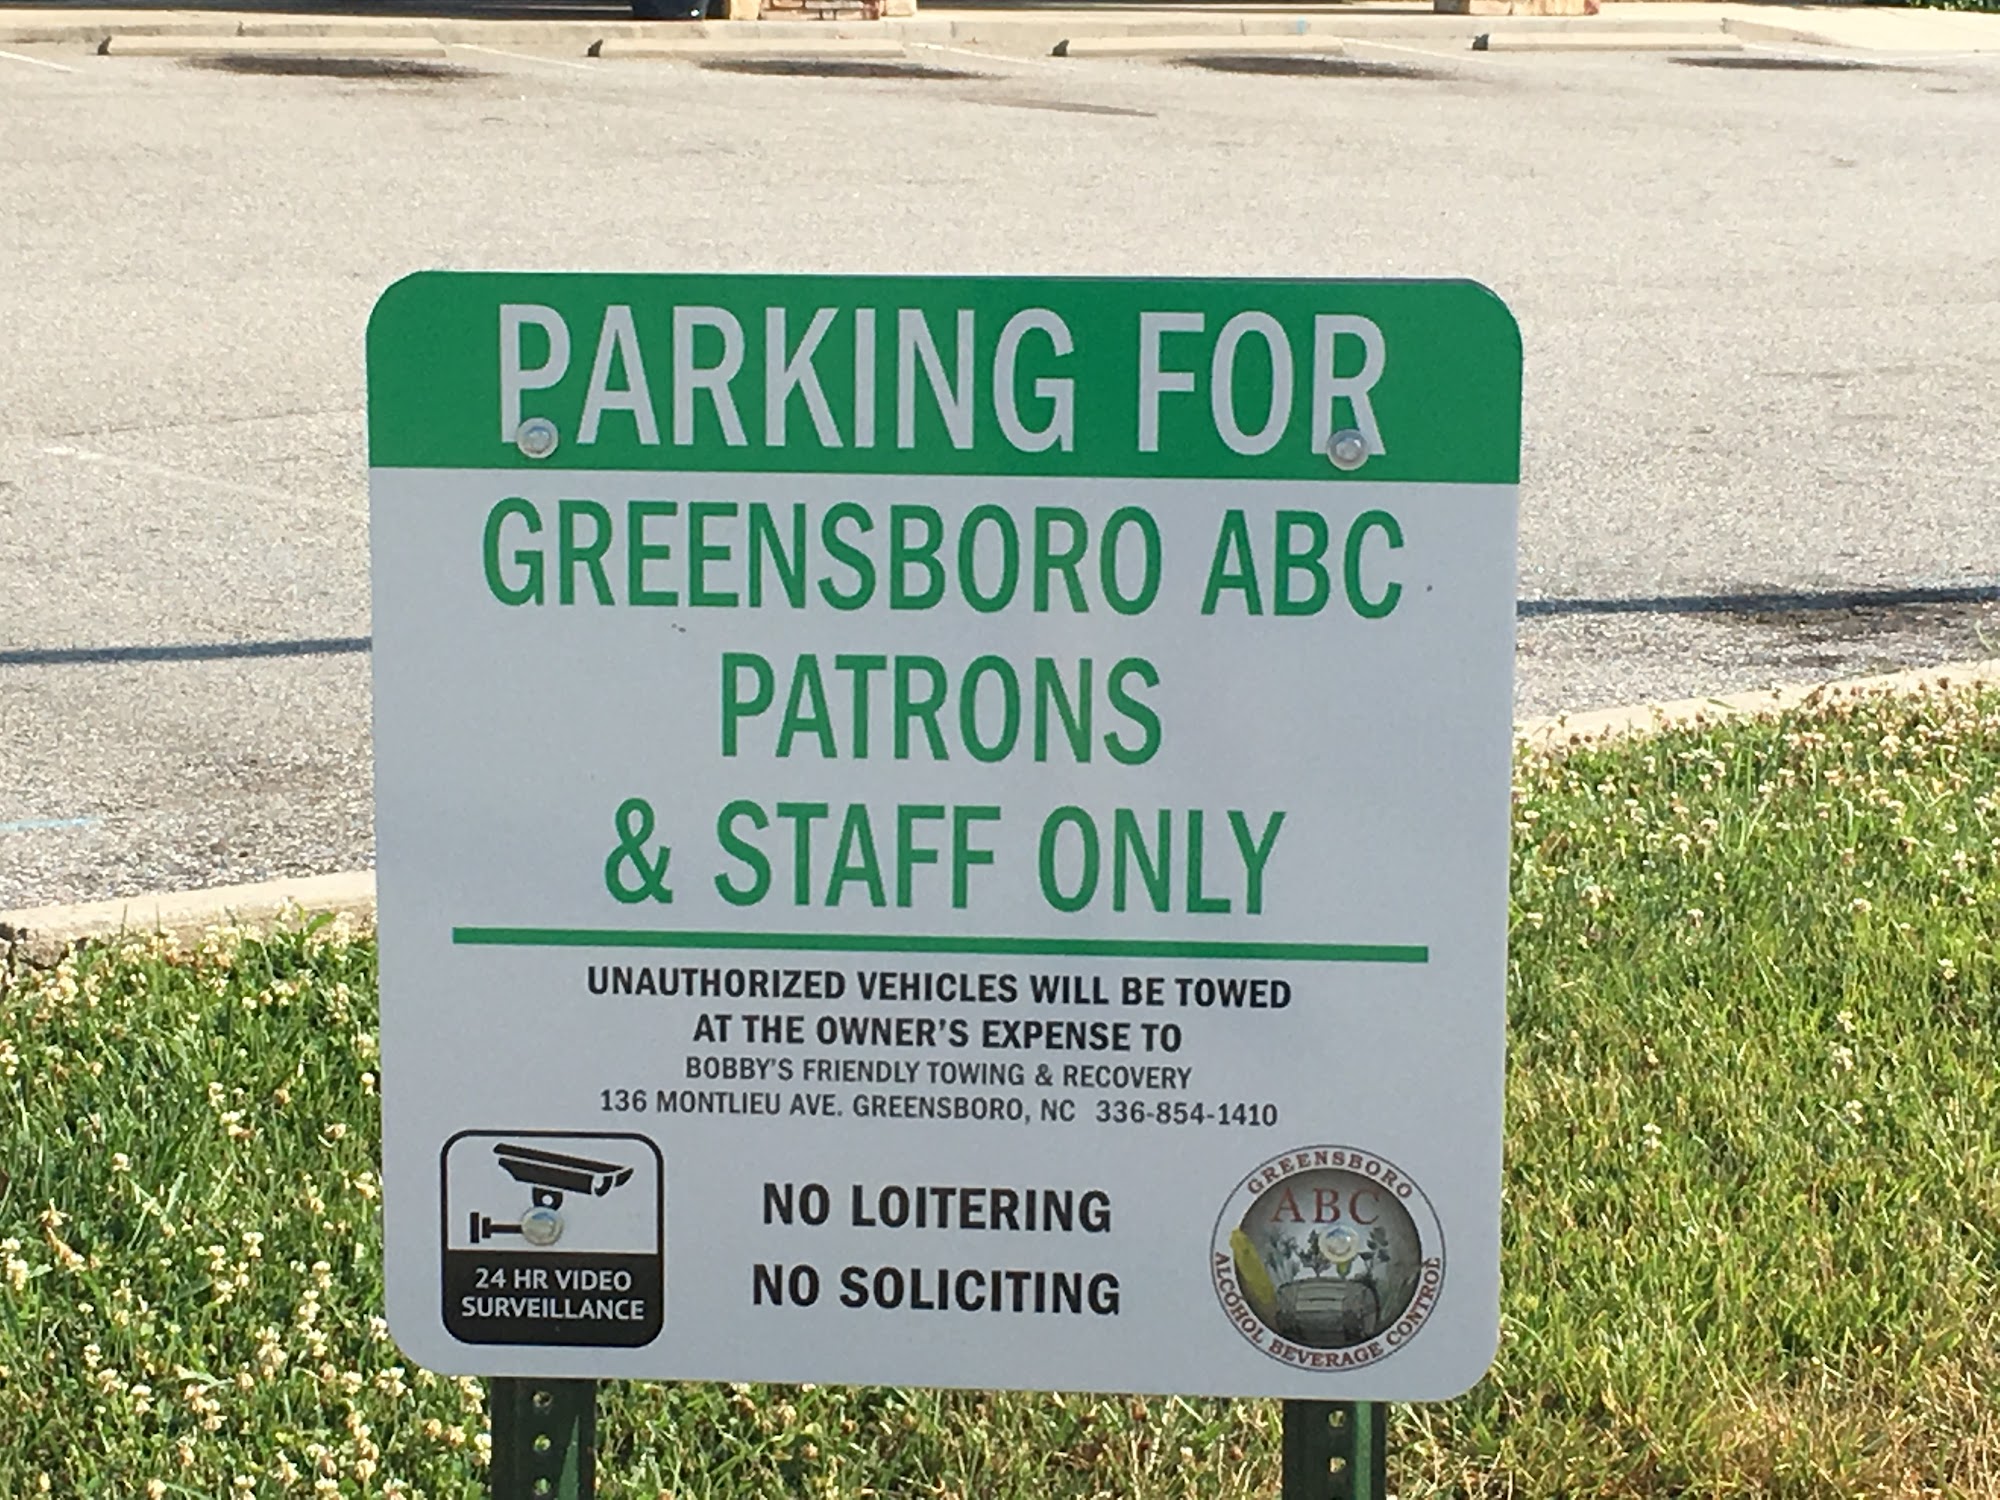 PARKING FOR
GREENSBORO ABC
PATRONS
& STAFF ONLY
UNAUTHORIZED VEHICLES WILL BE TOWED
AT THE OWNER'S EXPENSE TO
BOBBY'S FRIENDLY TOWING & RECOVERY
136 MONTLIEU AVE. GREENSBORO, NC 336-854-1410
24 HR VIDEO
SURVEILLANCE
NO LOITERING
NO SOLICITING
GREENSBORO
ABC
ALCOHOL BEVERAGE CONTROL